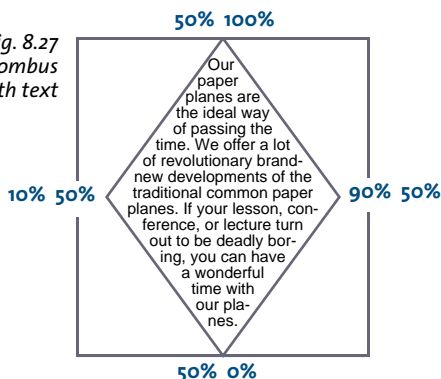 50% 100%
ig. 8.27
ombus
th text
Our
paper
planes are
the ideal way
of passing the
time. We offer a lot
of revolutionary brand-
new developments of the
traditional common paper
planes. If your lesson, con-
ference, or lecture turn
out to be deadly bor-
ing, you can have
a wonderful
time with
our pla-
nes.
10% 50%
90% 50%
50% 0%